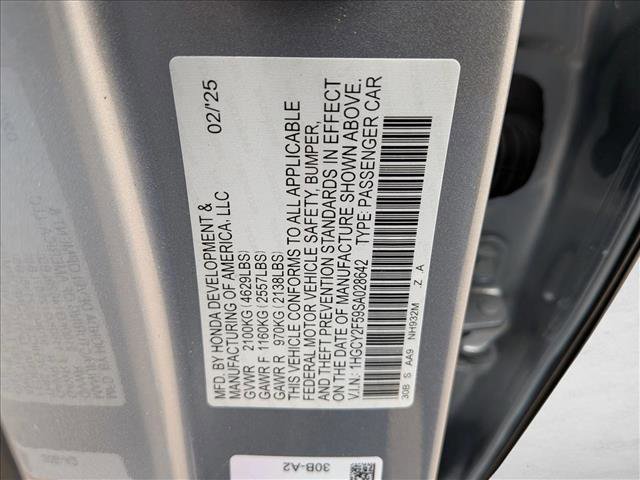 MFD. BY HONDA DEVELOPMENT & 02/'25
MANUFACTURING OF AMERICA, LLC
GVWR 2100KG (4629LBS)
GAWR F 1160KG (2557LBS)
GAWR R 970KG (2138LBS)
THIS VEHICLE CONFORMS TO ALL APPLICABLE
FEDERAL MOTOR VEHICLE SAFETY, BUMPER,
AND THEFT PREVENTION STANDARDS IN EFFECT
ON THE DATE OF MANUFACTURE SHOWN ABOVE.
V.I.N.: 1HGCY2F59SA028642 TYPE: PASSENGER CAR
30B S AA9 NH932M Z A
30B-A2